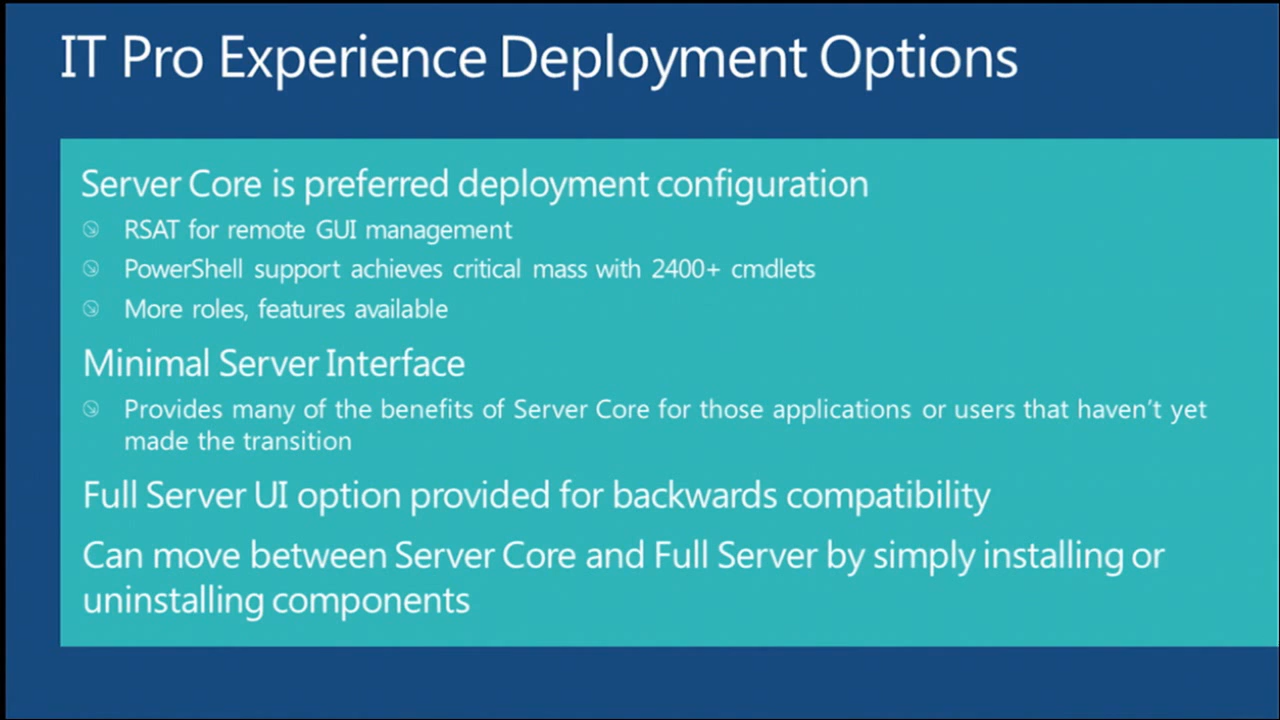 IT Pro Experience Deployment Options
Server Core is preferred deployment configuration
RSAT for remote GUI management
PowerShell support achieves critical mass with 2400+ cmdlets
More roles, features available
Minimal Server Interface
Provides many of the benefits of Server Core for those applications or users that haven't yet
made the transition
Full Server UI option provided for backwards compatibility
Can move between Server Core and Full Server by simply installing or
uninstalling components